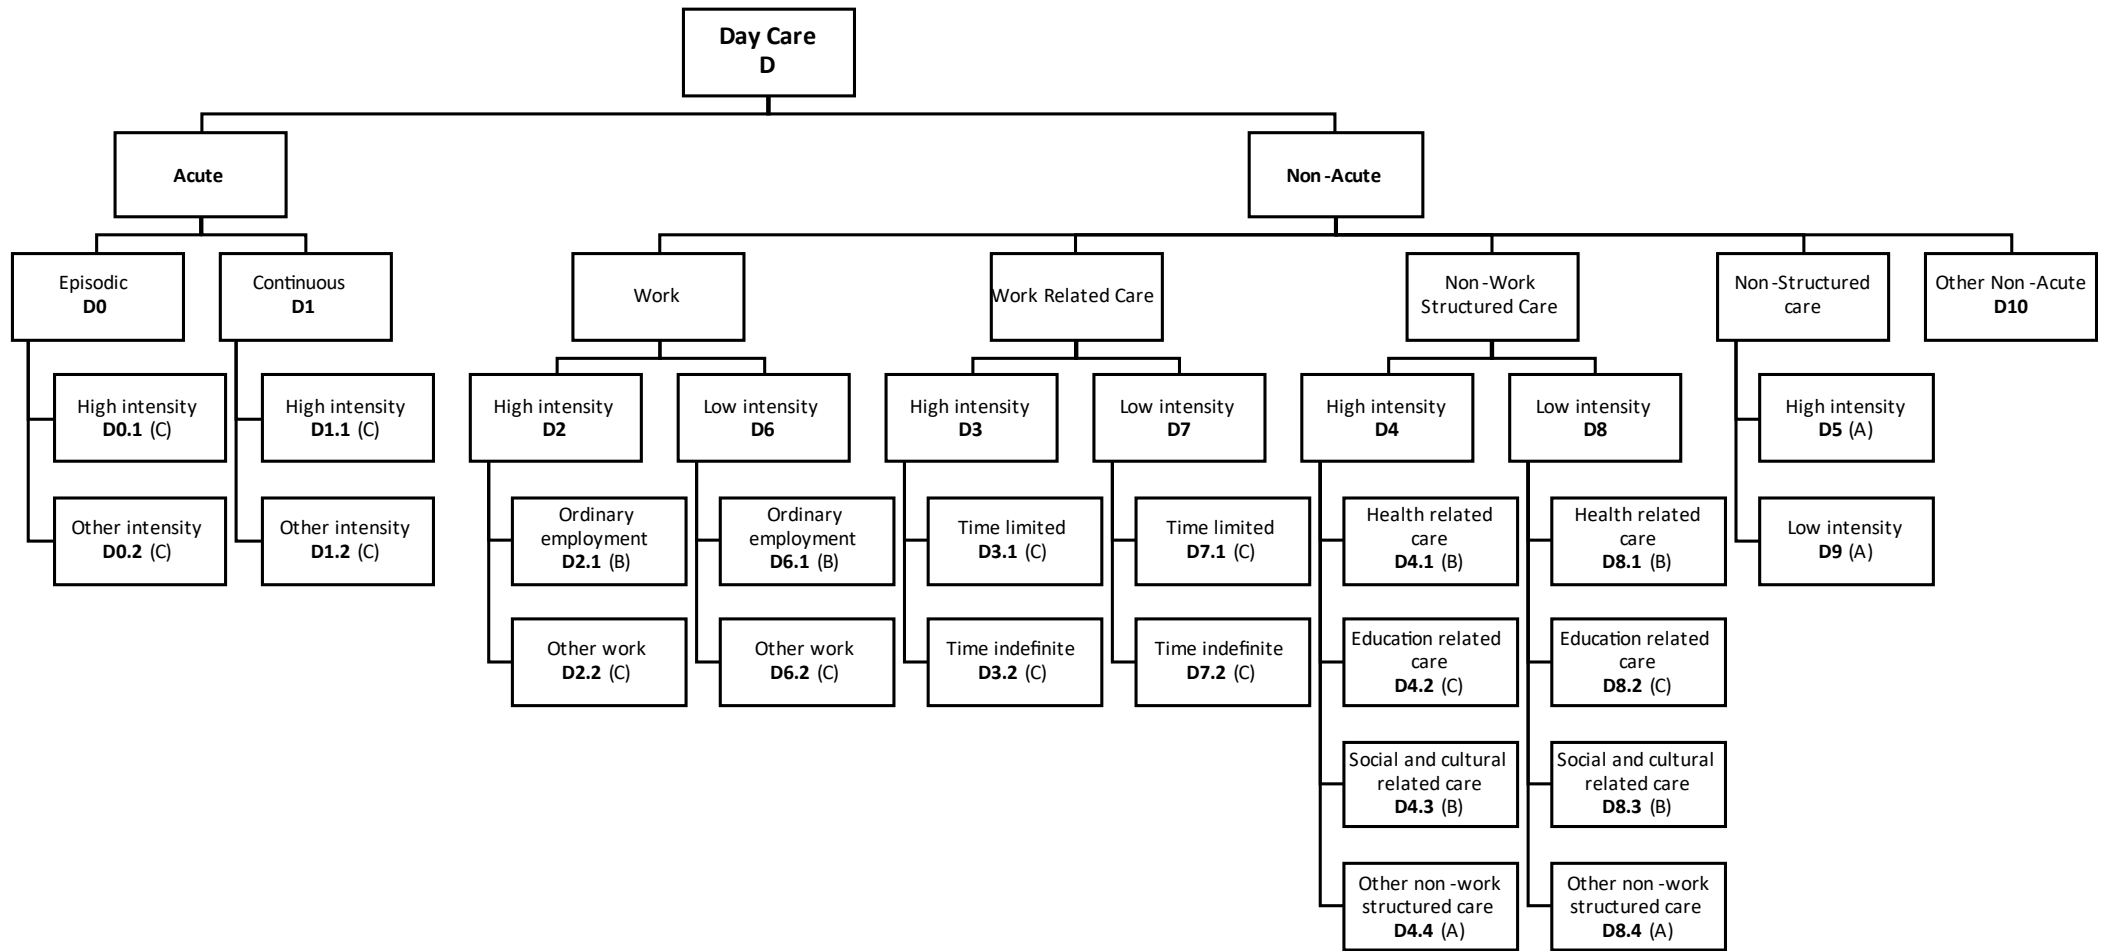 Day Care
D
Acute
Non-Acute
Episodic
D0
Continuous
D1
Work
Work Related Care
Non-Work
Structured Care
Non-Structured
care
Other Non-Acute
D10
High intensity
D0.1 (C)
High intensity
D1.1 (C)
High intensity
D2
Low intensity
D6
High intensity
D3
Low intensity
D7
High intensity
D4
Low intensity
D8
High intensity
D5 (A)
Other intensity
D0.2 (C)
Other intensity
D1.2 (C)
Ordinary
employment
D2.1 (B)
Ordinary
employment
D6.1 (B)
Time limited
D3.1 (C)
Time limited
D7.1 (C)
Health related
care
D4.1 (B)
Health related
care
D8.1 (B)
Low intensity
D9 (A)
Other work
D2.2 (C)
Other work
D6.2 (C)
Time indefinite
D3.2 (C)
Time indefinite
D7.2 (C)
Education related
care
D4.2 (C)
Education related
care
D8.2 (C)
Social and cultural
related care
D4.3 (B)
Social and cultural
related care
D8.3 (B)
Other non-work
structured care
D4.4 (A)
Other non-work
structured care
D8.4 (A)